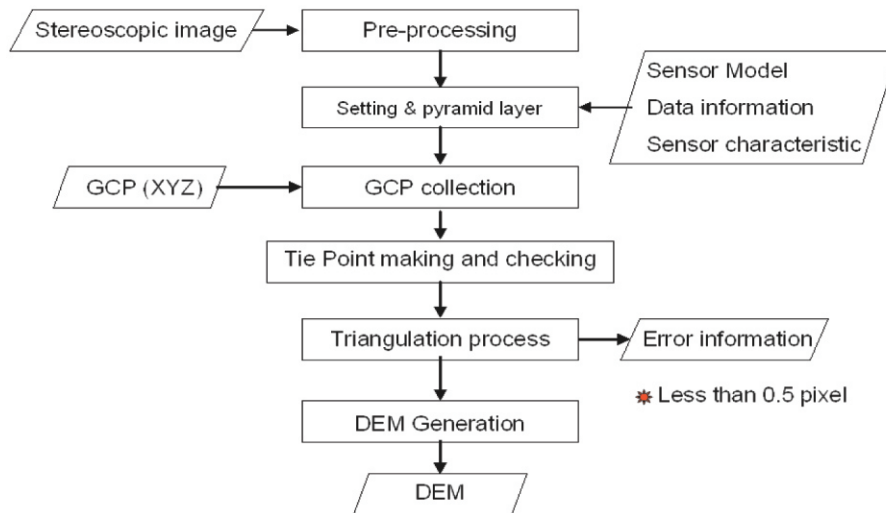 Stereoscopic image
Pre-processing
Sensor Model
Setting & pyramid layer
Data information
Sensor characteristic
GCP (XYZ)
GCP collection
Tie Point making and checking
Triangulation process
Error information
Less than 0.5 pixel
DEM Generation
DEM